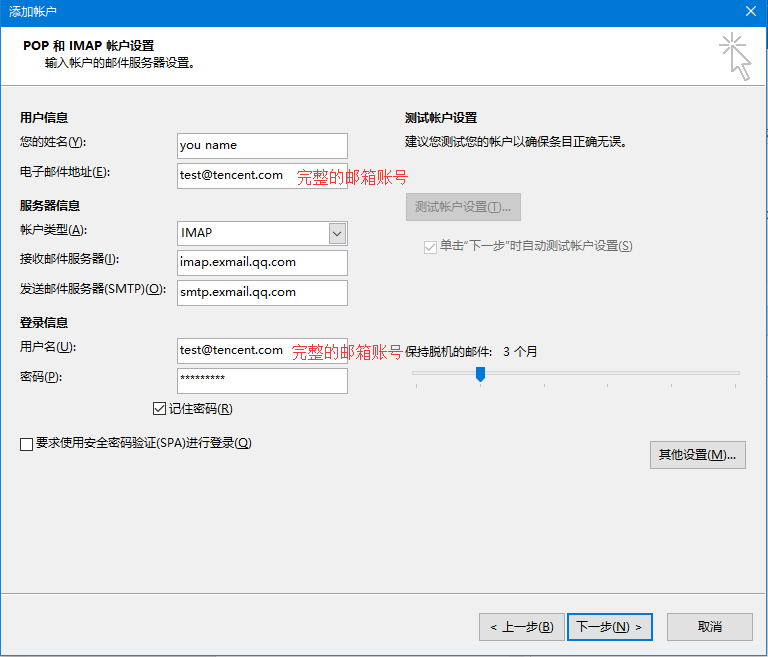 添加帐户
POP 和 IMAP 帐户设置
输入帐户的邮件服务器设置。
用户信息
您的姓名(Y):
you name
电子邮件地址(E):
test@tencent.com 完整的邮箱账号
服务器信息
帐户类型(A):
IMAP
接收邮件服务器(I):
imap.exmail.qq.com
发送邮件服务器(SMTP)(O):
smtp.exmail.qq.com
登录信息
用户名(U):
test@tencent.com 完整的邮箱账号
密码(P):
*********
记住密码(R)
要求使用安全密码验证(SPA)进行登录(Q)
测试帐户设置
建议您测试您的帐户以确保条目正确无误。
测试帐户设置(T)...
单击“下一步”时自动测试帐户设置(S)
保持脱机的邮件: 3 个月
其他设置(M)...
< 上一步(B)
下一步(N) >
取消